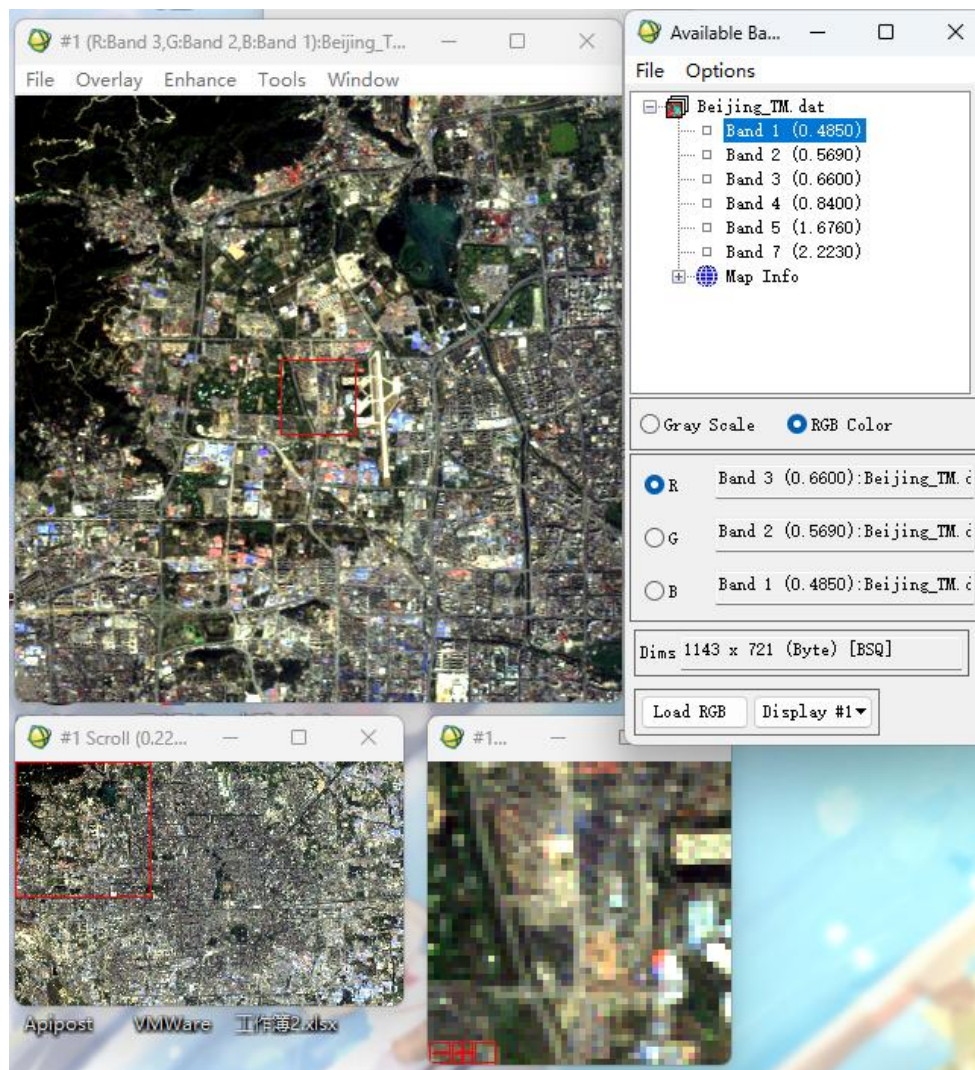 #1 (R:Band 3,G:Band 2,B:Band 1):Beijing_T...
File Overlay Enhance Tools Window
Available Ba...
File Options
Beijing_TM.dat
Band 1 (0.4850)
Band 2 (0.5690)
Band 3 (0.6600)
Band 4 (0.8400)
Band 5 (1.6760)
Band 7 (2.2230)
Map Info
Gray Scale RGB Color
R Band 3 (0.6600):Beijing_TM.
G Band 2 (0.5690):Beijing_TM.
B Band 1 (0.4850):Beijing_TM.
Dims 1143 x 721 (Byte) [BSQ]
Load RGB Display #1
#1 Scroll (0.22...
#1...
Apipost VMWare 工作簿2.xlsx